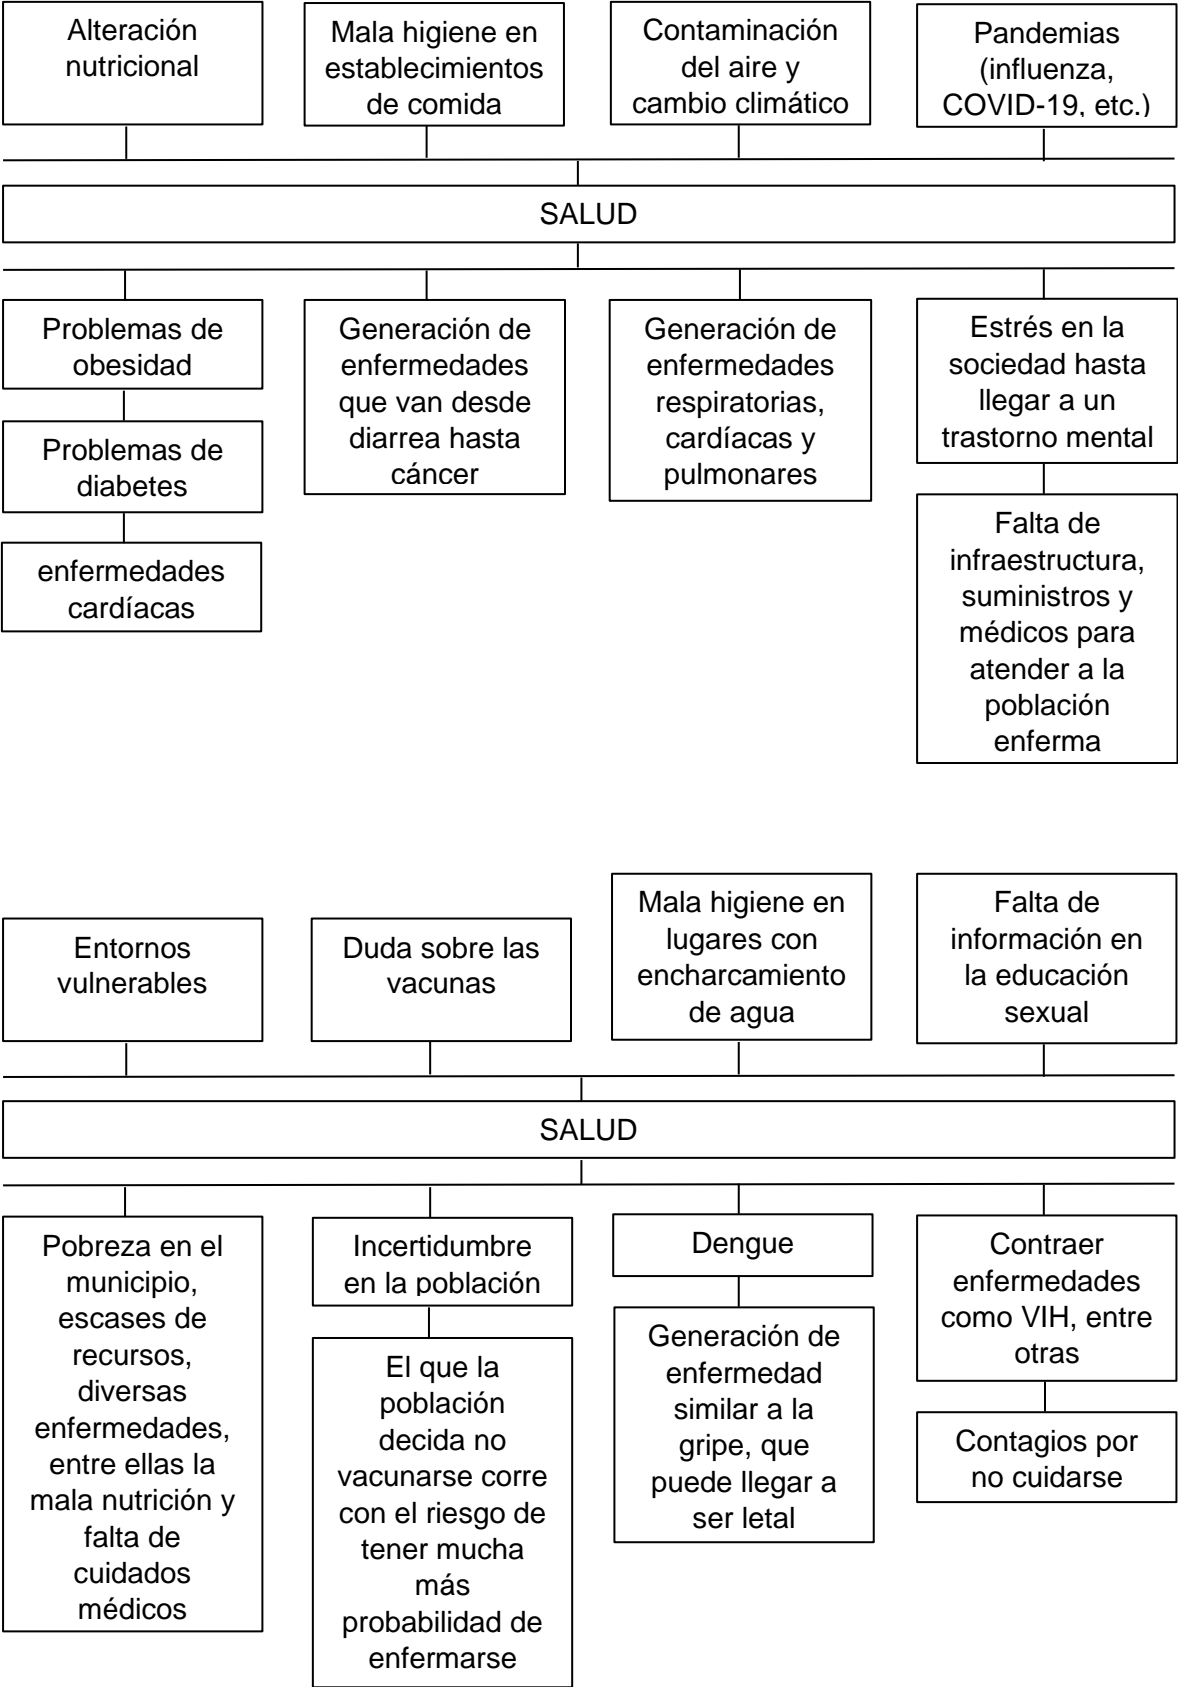 Alteración
nutricional
Mala higiene en
establecimientos
de comida
Contaminación
del aire y
cambio climático
Pandemias
(influenza,
COVID-19, etc.)
SALUD
Problemas de
obesidad
Problemas de
diabetes
enfermedades
cardíacas
Generación de
enfermedades
que van desde
diarrea hasta
cáncer
Generación de
enfermedades
respiratorias,
cardíacas y
pulmonares
Estrés en la
sociedad hasta
llegar a un
trastorno mental
Falta de
infraestructura,
suministros y
médicos para
atender a la
población
enferma
Entornos
vulnerables
Duda sobre las
vacunas
Mala higiene en
lugares con
encharcamiento
de agua
Falta de
información en
la educación
sexual
SALUD
Pobreza en el
municipio,
escases de
recursos,
diversas
enfermedades,
entre ellas la
mala nutrición y
falta de
cuidados
médicos
Incertidumbre
en la población
El que la
población
decida no
vacunarse corre
con el riesgo de
tener mucha
más
probabilidad de
enfermarse
Dengue
Generación de
enfermedad
similar a la
gripe, que
puede llegar a
ser letal
Contraer
enfermedades
como VIH, entre
otras
Contagios por
no cuidarse